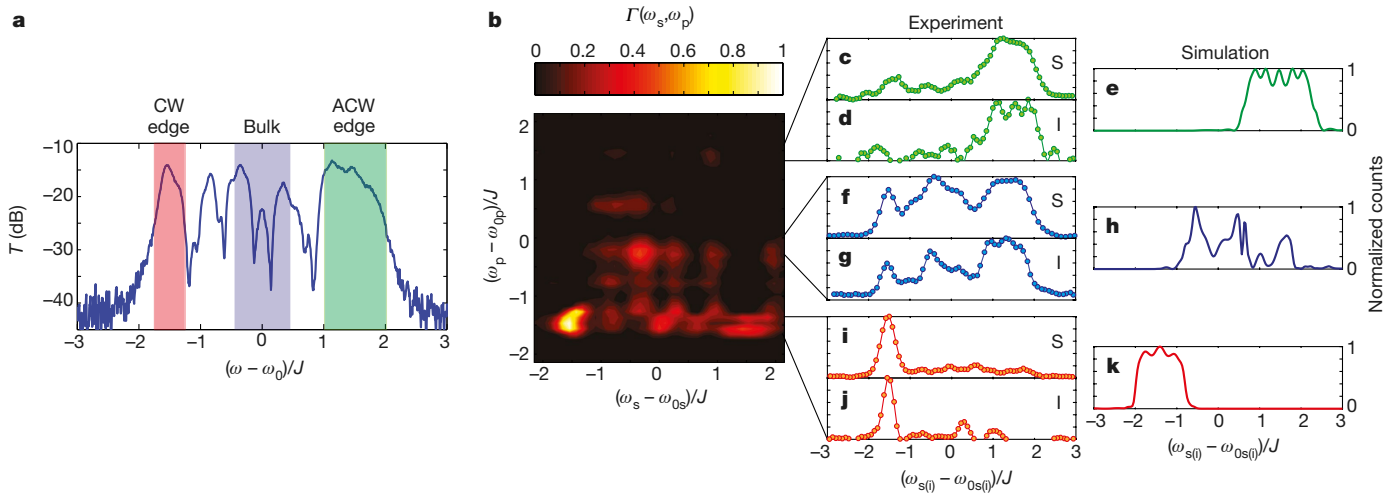 a
CW edge
Bulk
ACW edge
−10
−20
−30
−40
T (dB)
−3 −2 −1 0 1 2 3
(ω − ω0)/J
b
Γ(ωs,ωp)
0 0.2 0.4 0.6 0.8 1
2
1
0
−1
−2
(ωp − ω0p)/J
−2 −1 0 1 2
(ωs − ω0s)/J
Experiment
c S
d I
f S
g I
i S
j I
−3 −2 −1 0 1 2 3
(ωs(i) − ω0s(i))/J
Simulation
e 1
0
h 1
0
k 1
0
−3 −2 −1 0 1 2 3
(ωs(i) − ω0s(i))/J
Normalized counts